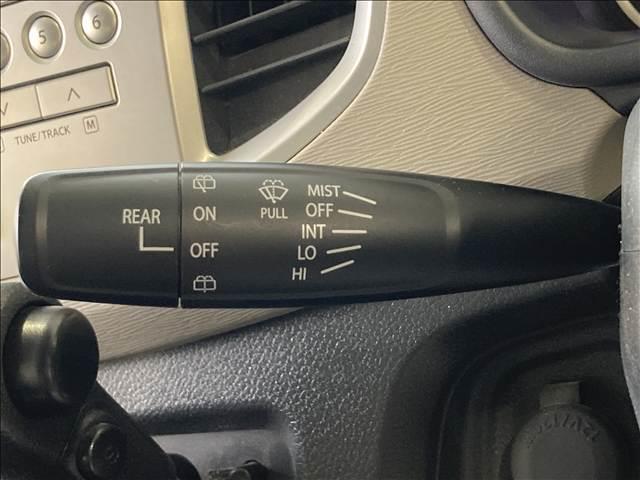 5
6
TUNE/TRACK
M
REAR
ON
OFF
PULL
MIST
OFF
INT
LO
HI